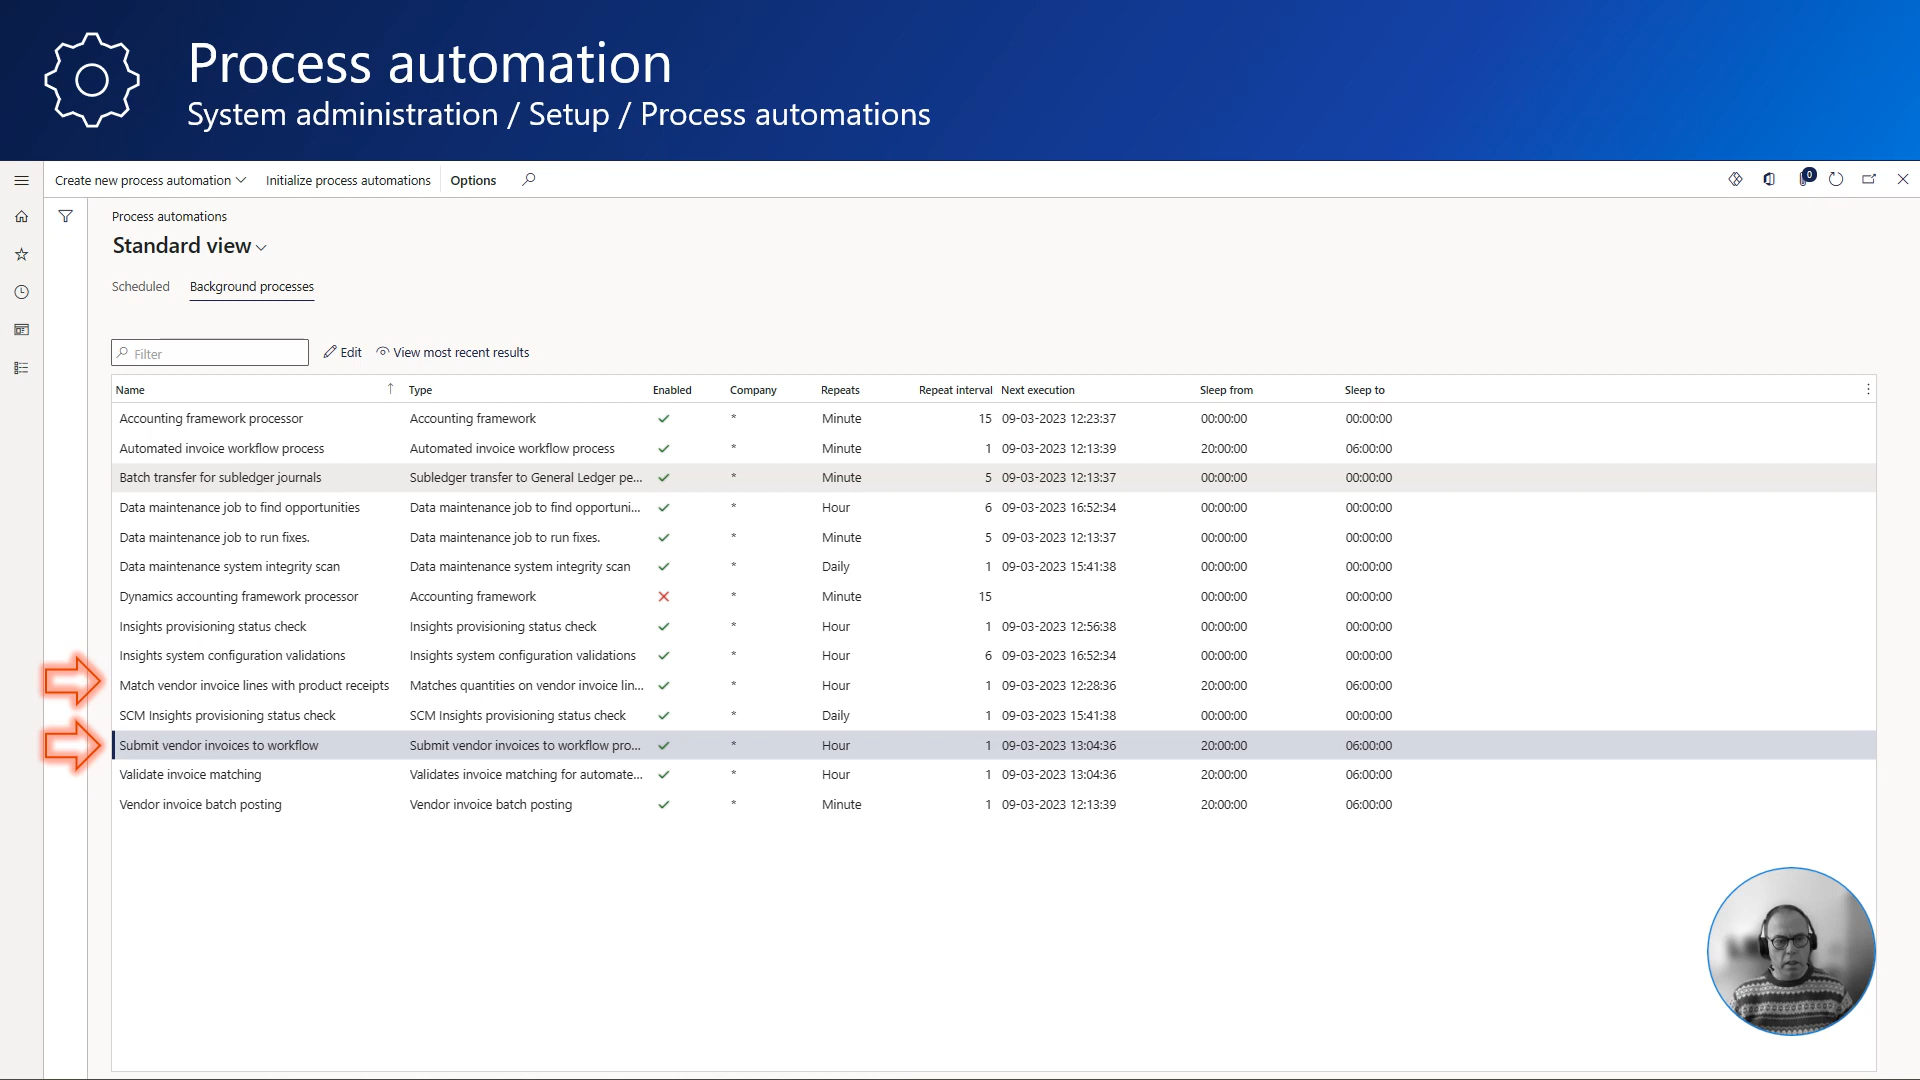 Process automation
System administration / Setup / Process automations
Create new process automation Initialize process automations Options 0
Process automations
Standard view
Scheduled Background processes
Filter Edit View most recent results
Name Type Enabled Company Repeats Repeat interval Next execution Sleep from Sleep to
Accounting framework processor Accounting framework * Minute 15 09-03-2023 12:23:37 00:00:00 00:00:00
Automated invoice workflow process Automated invoice workflow process * Minute 1 09-03-2023 12:13:39 20:00:00 06:00:00
Batch transfer for subledger journals Subledger transfer to General Ledger pe... * Minute 5 09-03-2023 12:13:37 00:00:00 00:00:00
Data maintenance job to find opportunities Data maintenance job to find opportuni... * Hour 6 09-03-2023 16:52:34 00:00:00 00:00:00
Data maintenance job to run fixes. Data maintenance job to run fixes. * Minute 5 09-03-2023 12:13:37 00:00:00 00:00:00
Data maintenance system integrity scan Data maintenance system integrity scan * Daily 1 09-03-2023 15:41:38 00:00:00 00:00:00
Dynamics accounting framework processor Accounting framework * Minute 15 00:00:00 00:00:00
Insights provisioning status check Insights provisioning status check * Hour 1 09-03-2023 12:56:38 00:00:00 00:00:00
Insights system configuration validations Insights system configuration validations * Hour 6 09-03-2023 16:52:34 00:00:00 00:00:00
Match vendor invoice lines with product receipts Matches quantities on vendor invoice lin... * Hour 1 09-03-2023 12:28:36 20:00:00 06:00:00
SCM Insights provisioning status check SCM Insights provisioning status check * Daily 1 09-03-2023 15:41:38 00:00:00 00:00:00
Submit vendor invoices to workflow Submit vendor invoices to workflow pro... * Hour 1 09-03-2023 13:04:36 20:00:00 06:00:00
Validate invoice matching Validates invoice matching for automate... * Hour 1 09-03-2023 13:04:36 20:00:00 06:00:00
Vendor invoice batch posting Vendor invoice batch posting * Minute 1 09-03-2023 12:13:39 20:00:00 06:00:00